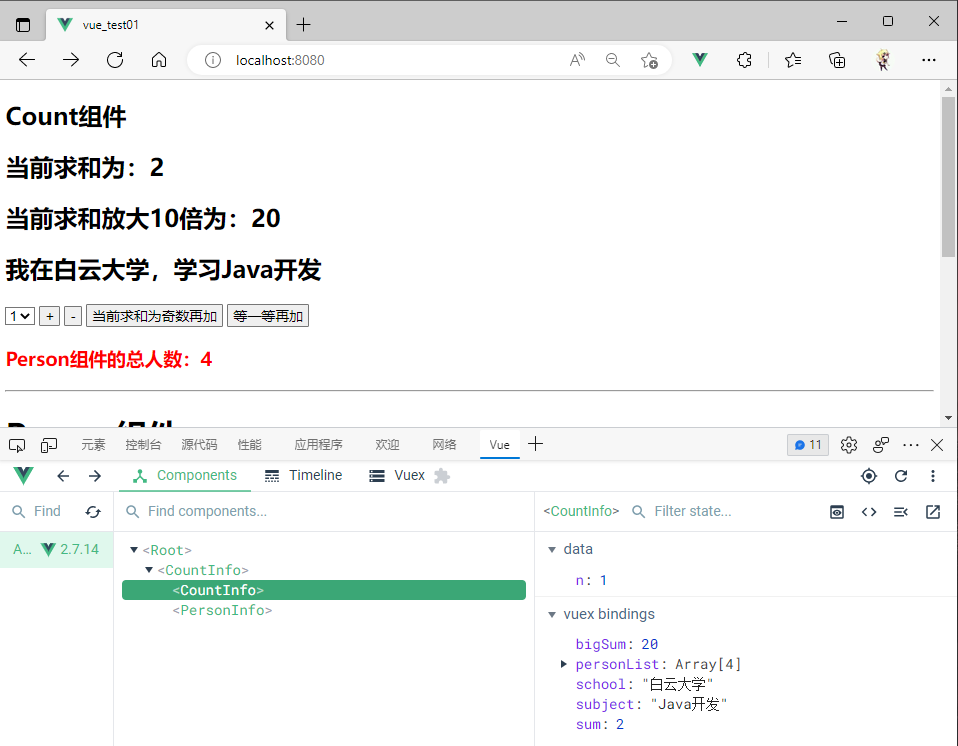 vue_test01
localhost:8080
Count组件
当前求和为：2
当前求和放大10倍为：20
我在白云大学，学习Java开发
1 + - 当前求和为奇数再加 等一等再加
Person组件的总人数：4
元素 控制台 源代码 性能 应用程序 欢迎 网络 Vue 11
Components Timeline Vuex
Find Find components... <CountInfo> Filter state...
A... 2.7.14
<Root>
<CountInfo>
<CountInfo>
<PersonInfo>
data
n: 1
vuex bindings
bigSum: 20
personList: Array[4]
school: "白云大学"
subject: "Java开发"
sum: 2